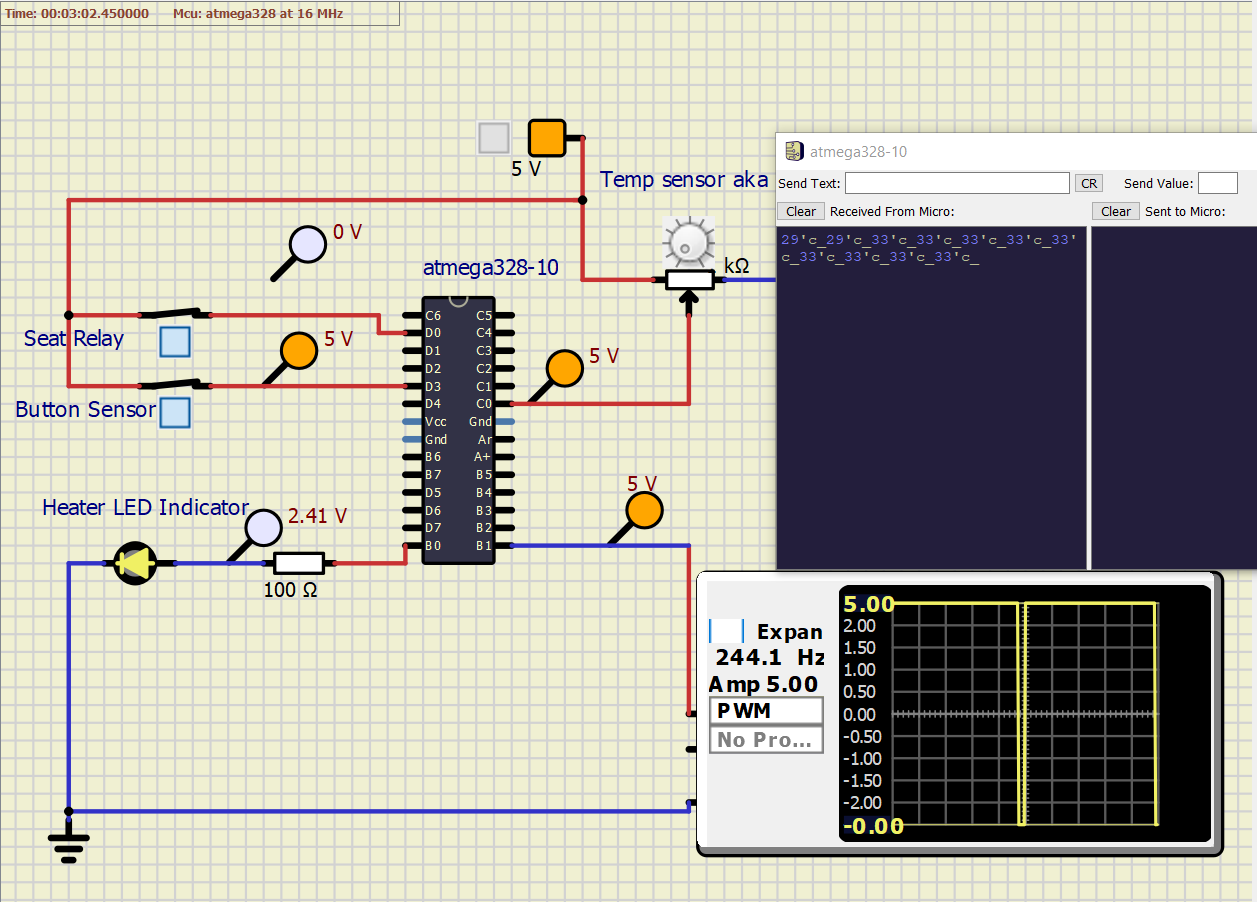 Time: 00:03:02.450000 Mcu: atmega328 at 16 MHz
5 V
Temp sensor aka
atmega328-10
Send Text: CR Send Value:
Clear Received From Micro: Clear Sent to Micro:
29'c_29'c_33'c_33'c_33'c_33'c_33'
c_33'c_33'c_33'c_33'c_
0 V
kΩ
atmega328-10
Seat Relay
5 V
5 V
Button Sensor
C6 C5
D0 C4
D1 C3
D2 C2
D3 C1
D4 C0
Vcc Gnd
Gnd Ar
B6 A+
B7 B5
D5 B4
D6 B3
D7 B2
B0 B1
5 V
Heater LED Indicator
2.41 V
100 Ω
Expan
244.1 Hz
Amp 5.00
PWM
No Pro...
5.00
2.00
1.50
1.00
0.50
0.00
-0.50
-1.00
-1.50
-2.00
-0.00